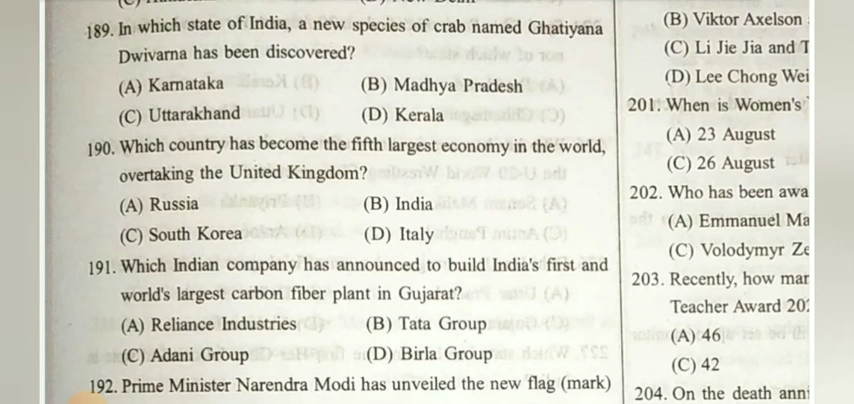 189. In which state of India, a new species of crab named Ghatiyana
Dwivarna has been discovered?
(A) Karnataka (B) Madhya Pradesh
(C) Uttarakhand (D) Kerala
190. Which country has become the fifth largest economy in the world,
overtaking the United Kingdom?
(A) Russia (B) India
(C) South Korea (D) Italy
191. Which Indian company has announced to build India's first and
world's largest carbon fiber plant in Gujarat?
(A) Reliance Industries (B) Tata Group
(C) Adani Group (D) Birla Group
192. Prime Minister Narendra Modi has unveiled the new flag (mark)
(B) Viktor Axelson
(C) Li Jie Jia and T
(D) Lee Chong Wei
201. When is Women's
(A) 23 August
(C) 26 August
202. Who has been awa
(A) Emmanuel Ma
(C) Volodymyr Ze
203. Recently, how mar
Teacher Award 20
(A) 46
(C) 42
204. On the death anni